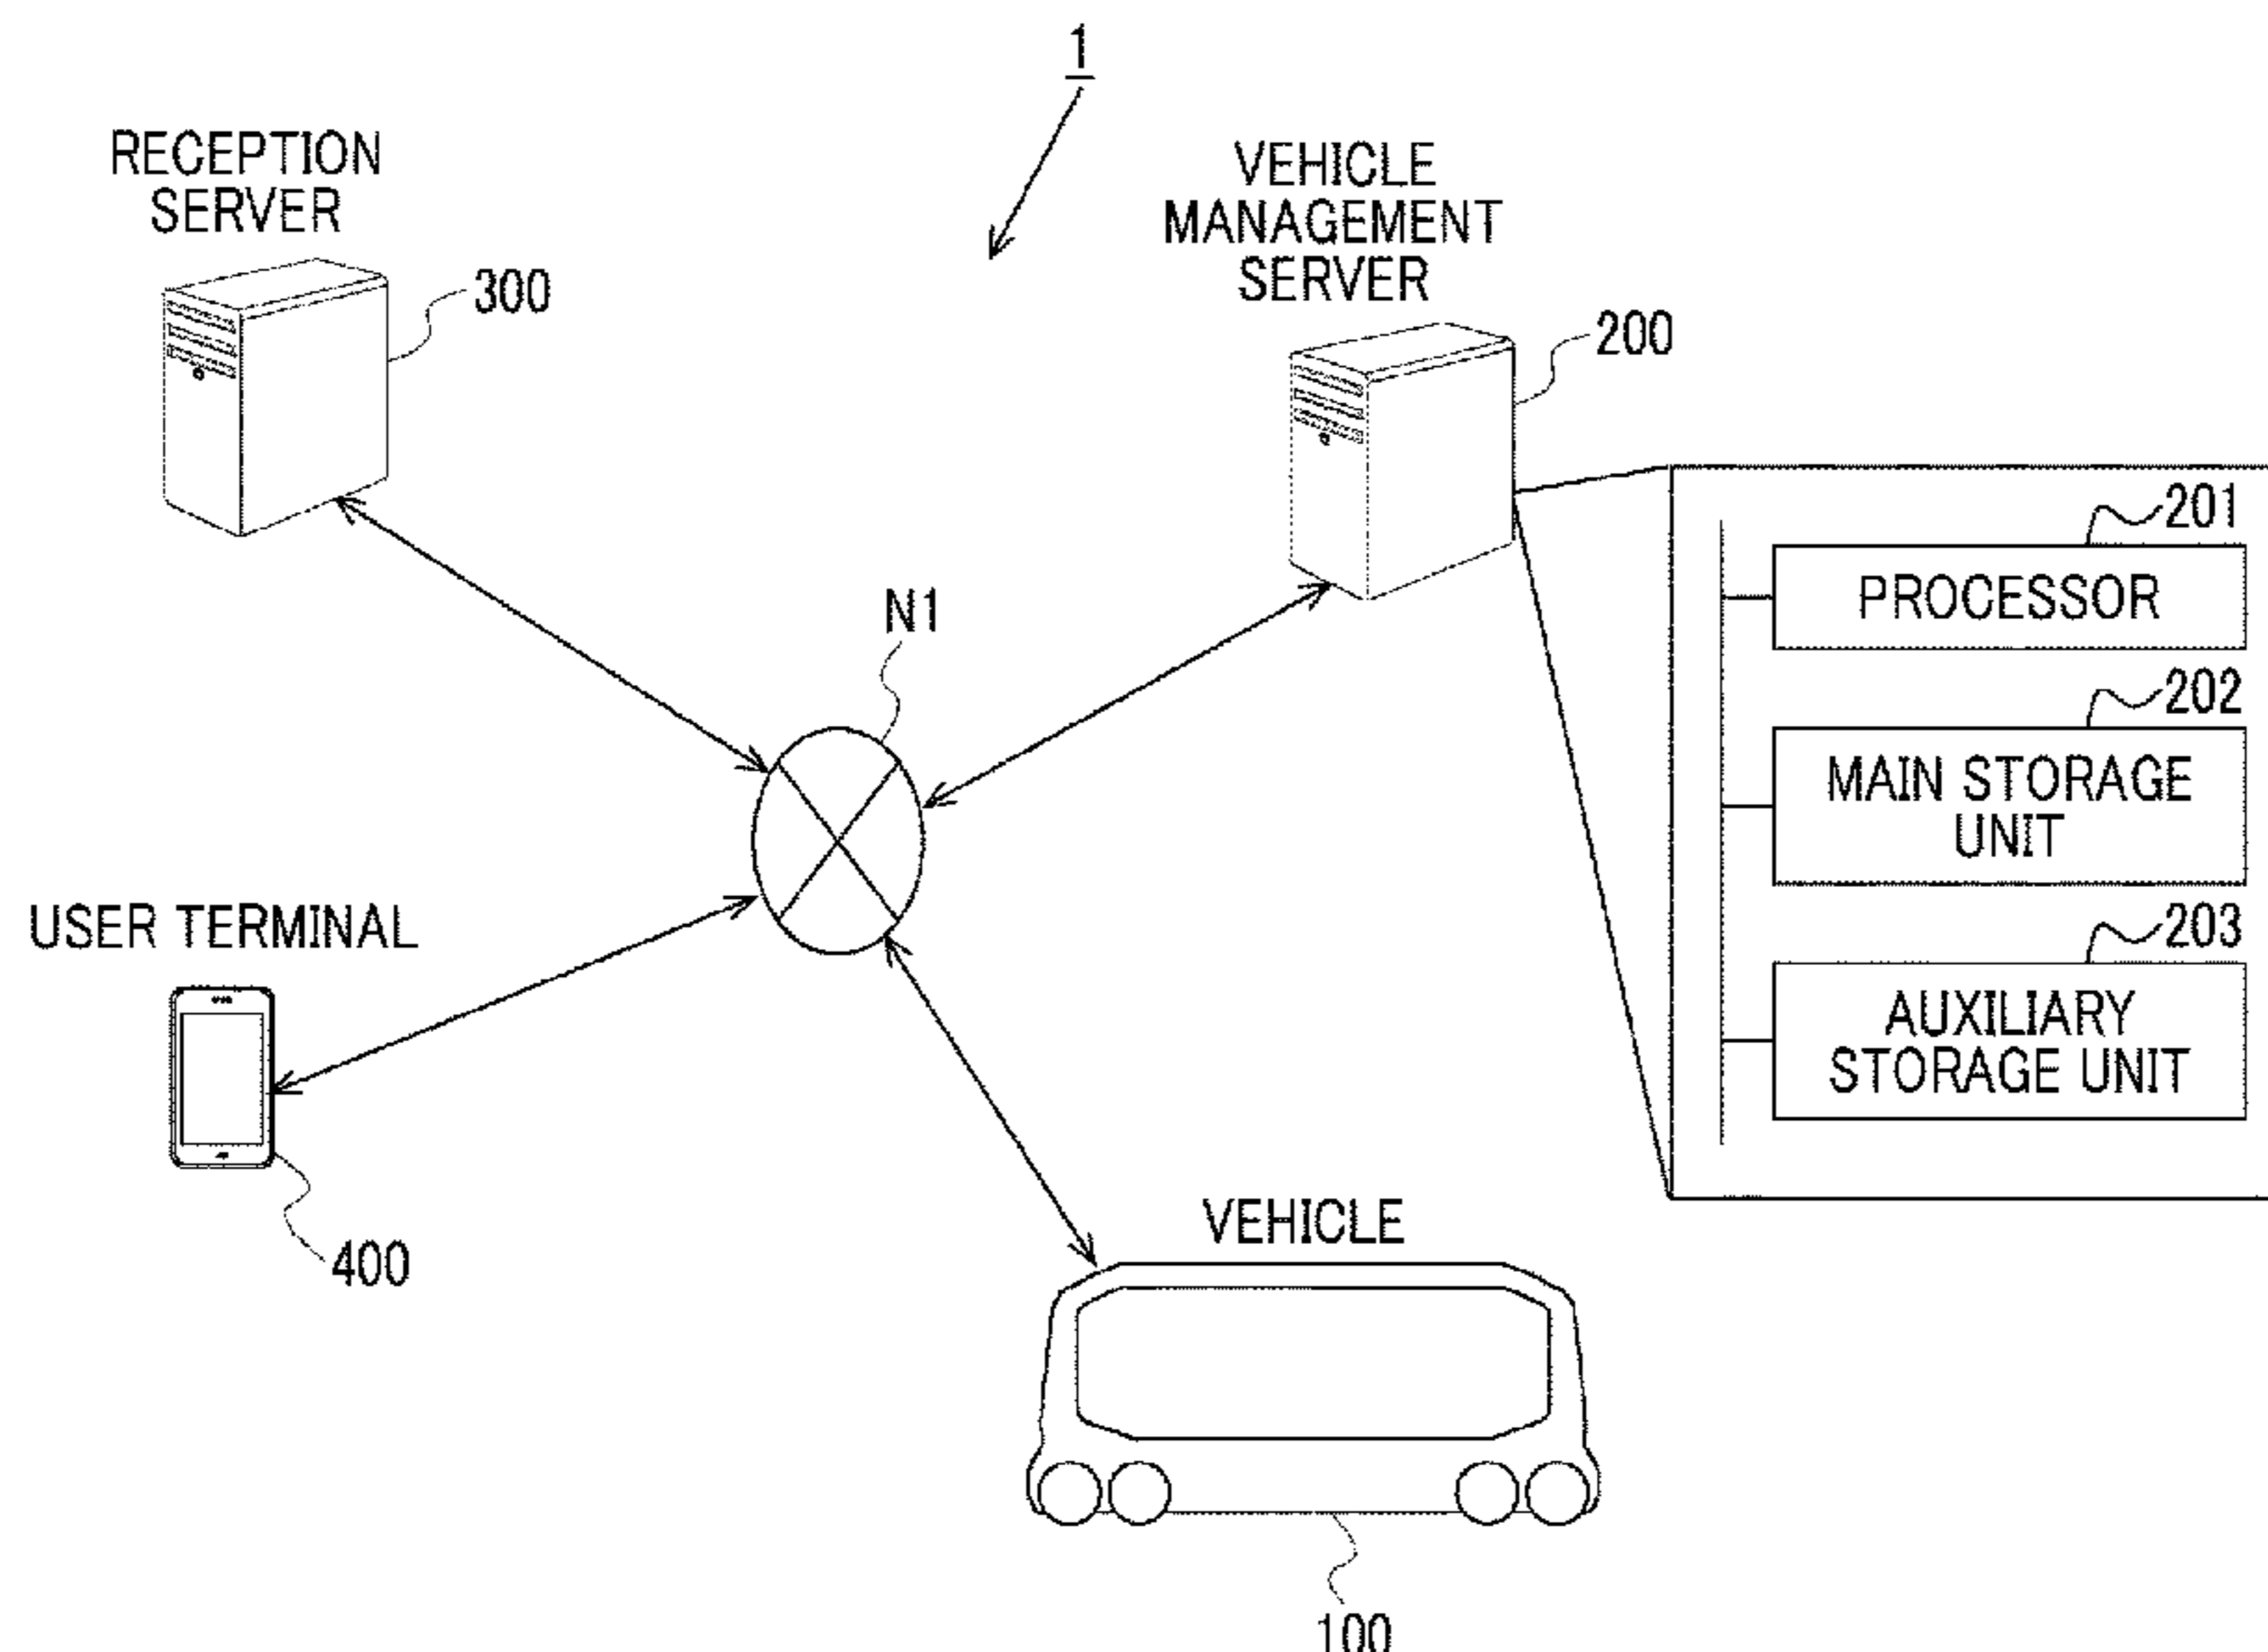 1
RECEPTION
SERVER
300
VEHICLE
MANAGEMENT
SERVER
200
201
PROCESSOR
202
MAIN STORAGE
UNIT
203
AUXILIARY
STORAGE UNIT
N1
USER TERMINAL
400
VEHICLE
100